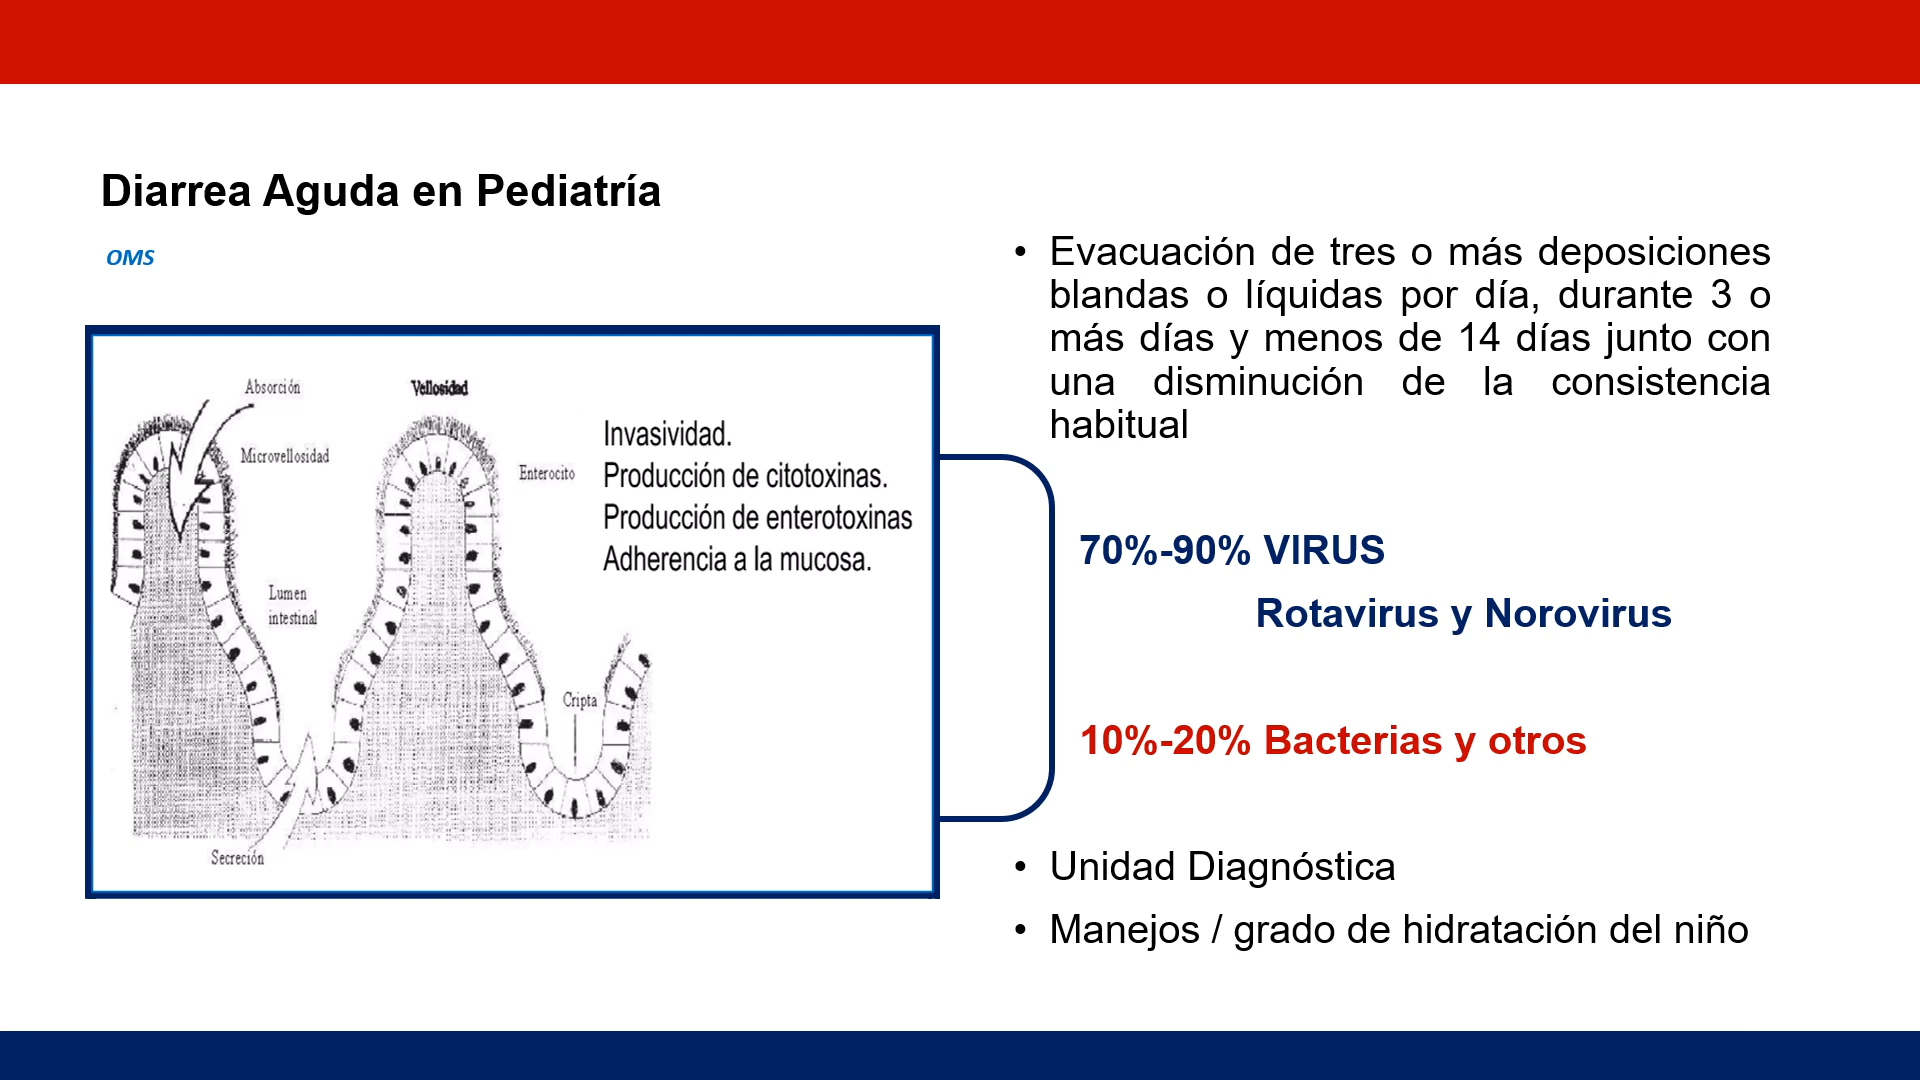 Diarrea Aguda en Pediatría
OMS
Absorción
Vellosidad
Microvellosidad
Enterocito
Lumen
intestinal
Cripta
Secreción
Invasividad.
Producción de citotoxinas.
Producción de enterotoxinas
Adherencia a la mucosa.
• Evacuación de tres o más deposiciones
blandas o líquidas por día, durante 3 o
más días y menos de 14 días junto con
una disminución de la consistencia
habitual
70%-90% VIRUS
Rotavirus y Norovirus
10%-20% Bacterias y otros
• Unidad Diagnóstica
• Manejos / grado de hidratación del niño